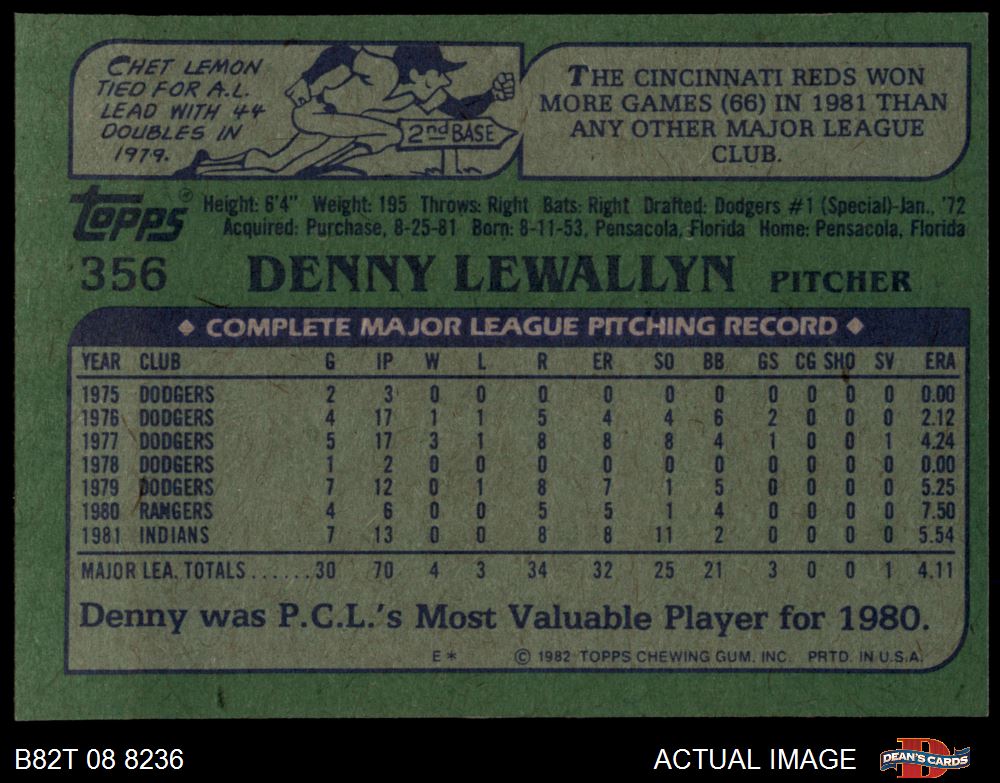 CHET LEMON
TIED FOR A.L.
LEAD WITH 44
DOUBLES IN
1979.
2nd BASE
THE CINCINNATI REDS WON
MORE GAMES (66) IN 1981 THAN
ANY OTHER MAJOR LEAGUE
CLUB.
TOPPS®
Height: 6'4" Weight: 195 Throws: Right Bats: Right Drafted: Dodgers #1 (Special)-Jan., '72
Acquired: Purchase, 8-25-81 Born: 8-11-53, Pensacola, Florida Home: Pensacola, Florida
356 DENNY LEWALLYN PITCHER
◆ COMPLETE MAJOR LEAGUE PITCHING RECORD ◆
YEAR CLUB G IP W L R ER SO BB GS CG SHO SV ERA
1975 DODGERS 2 3 0 0 0 0 0 0 0 0 0 0 0.00
1976 DODGERS 4 17 1 1 5 4 4 6 2 0 0 0 2.12
1977 DODGERS 5 17 3 1 8 8 8 4 1 0 0 1 4.24
1978 DODGERS 1 2 0 0 0 0 0 0 0 0 0 0 0.00
1979 DODGERS 7 12 0 1 8 7 1 5 0 0 0 0 5.25
1980 RANGERS 4 6 0 0 5 5 1 4 0 0 0 0 7.50
1981 INDIANS 7 13 0 0 8 8 11 2 0 0 0 0 5.54
MAJOR LEA. TOTALS ......30 70 4 3 34 32 25 21 3 0 0 1 4.11
Denny was P.C.L.'s Most Valuable Player for 1980.
E* © 1982 TOPPS CHEWING GUM, INC. PRTD. IN U.S.A.
B82T 08 8236
ACTUAL IMAGE
DEAN'S CARDS